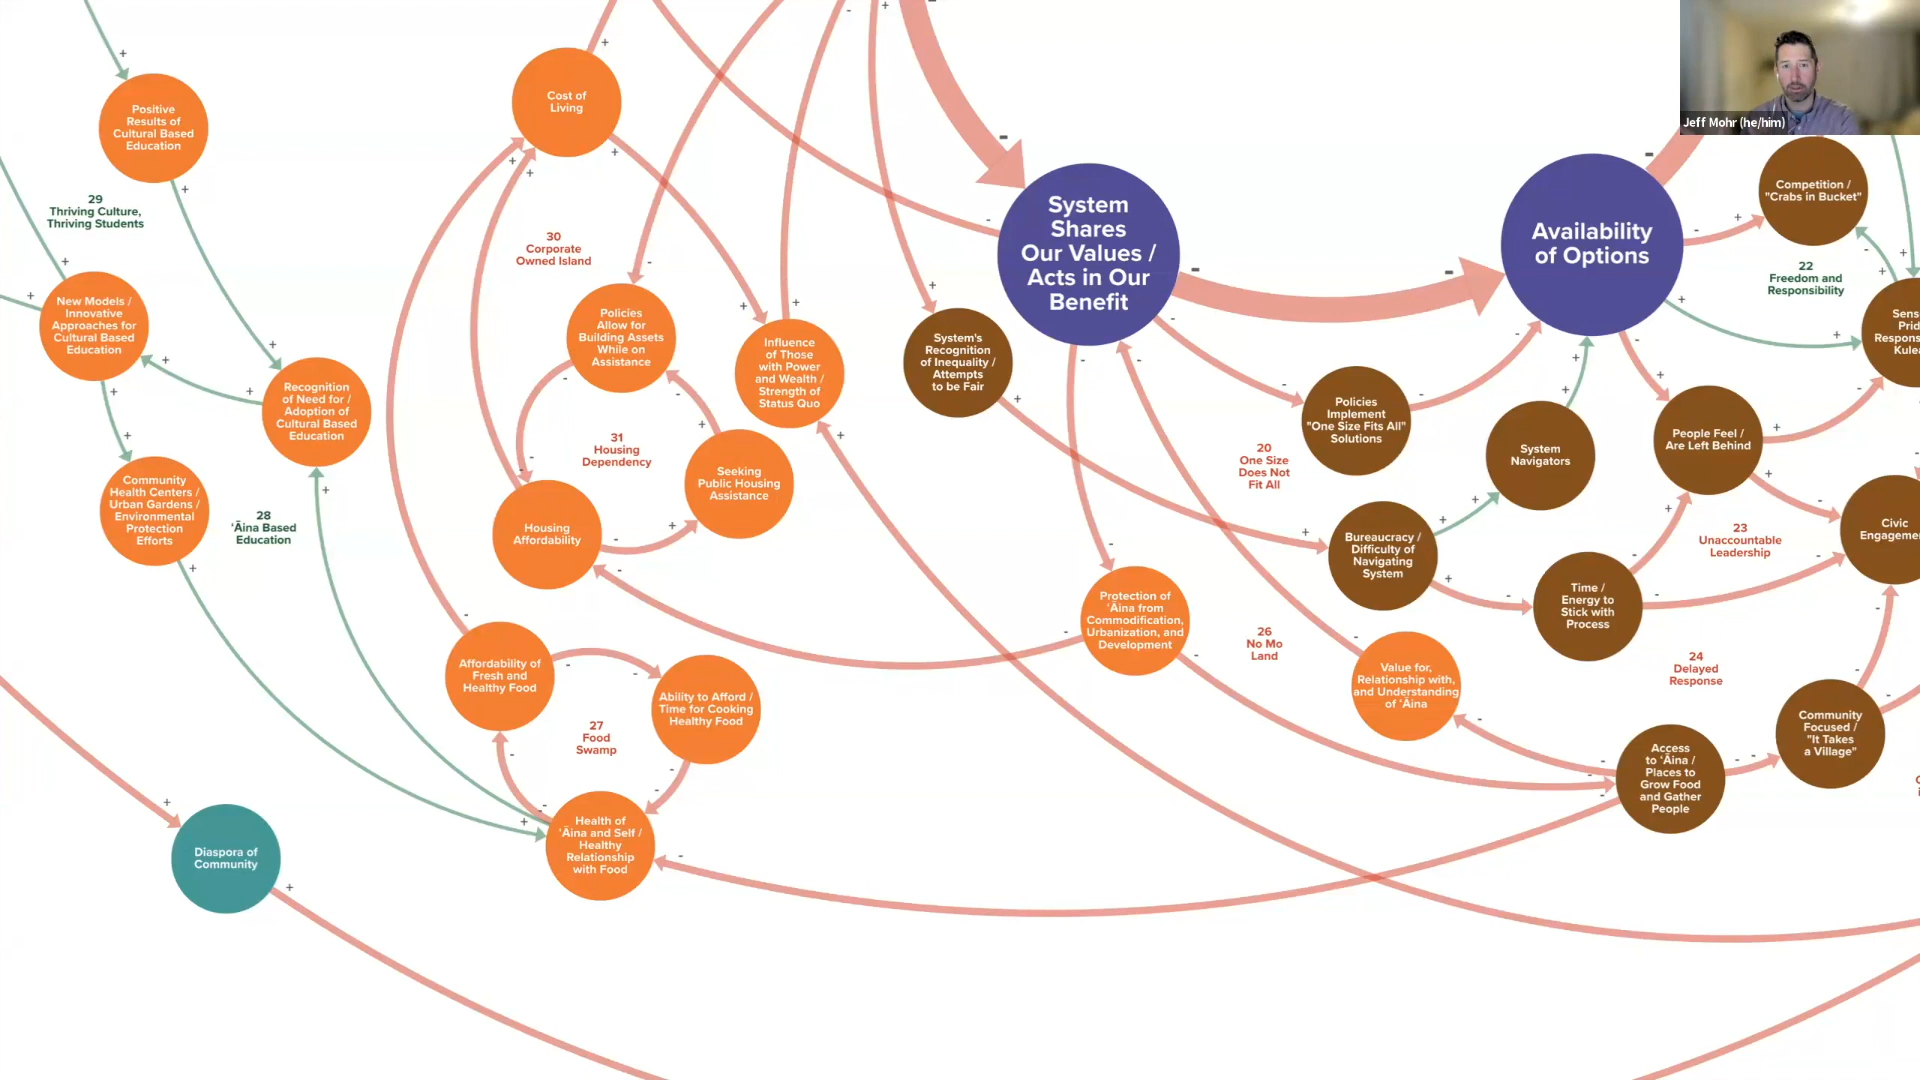 Jeff Mohr (he/him)
Positive
Results of
Cultural Based
Education
29
Thriving Culture,
Thriving Students
New Models /
Innovative
Approaches for
Cultural Based
Education
Recognition
of Need for /
Adoption of
Cultural Based
Education
Community
Health Centers /
Urban Gardens /
Environmental
Protection
Efforts
28
ʻĀina Based
Education
Diaspora of
Community
Cost of
Living
30
Corporate
Owned Island
Policies
Allow for
Building Assets
While on
Assistance
Influence
of Those
with Power
and Wealth /
Strength of
Status Quo
31
Housing
Dependency
Seeking
Public Housing
Assistance
Housing
Affordability
Affordability of
Fresh and
Healthy Food
Ability to Afford /
Time for Cooking
Healthy Food
27
Food
Swamp
Health of
ʻĀina and Self /
Healthy
Relationship
with Food
System
Shares
Our Values /
Acts in Our
Benefit
System's
Recognition
of Inequality /
Attempts
to be Fair
Availability
of Options
Competition /
"Crabs in Bucket"
22
Freedom and
Responsibility
Policies
Implement
"One Size Fits All"
Solutions
20
One Size
Does Not
Fit All
System
Navigators
People Feel /
Are Left Behind
Bureaucracy /
Difficulty of
Navigating
System
23
Unaccountable
Leadership
Civic
Time /
Energy to
Stick with
Process
Protection of
ʻĀina from
Commodification,
Urbanization, and
Development
26
No Mo
Land
Value for,
Relationship with,
and Understanding
of ʻĀina
24
Delayed
Response
Community
Focused /
"It Takes
a Village"
Access
to ʻĀina /
Places to
Grow Food
and Gather
People